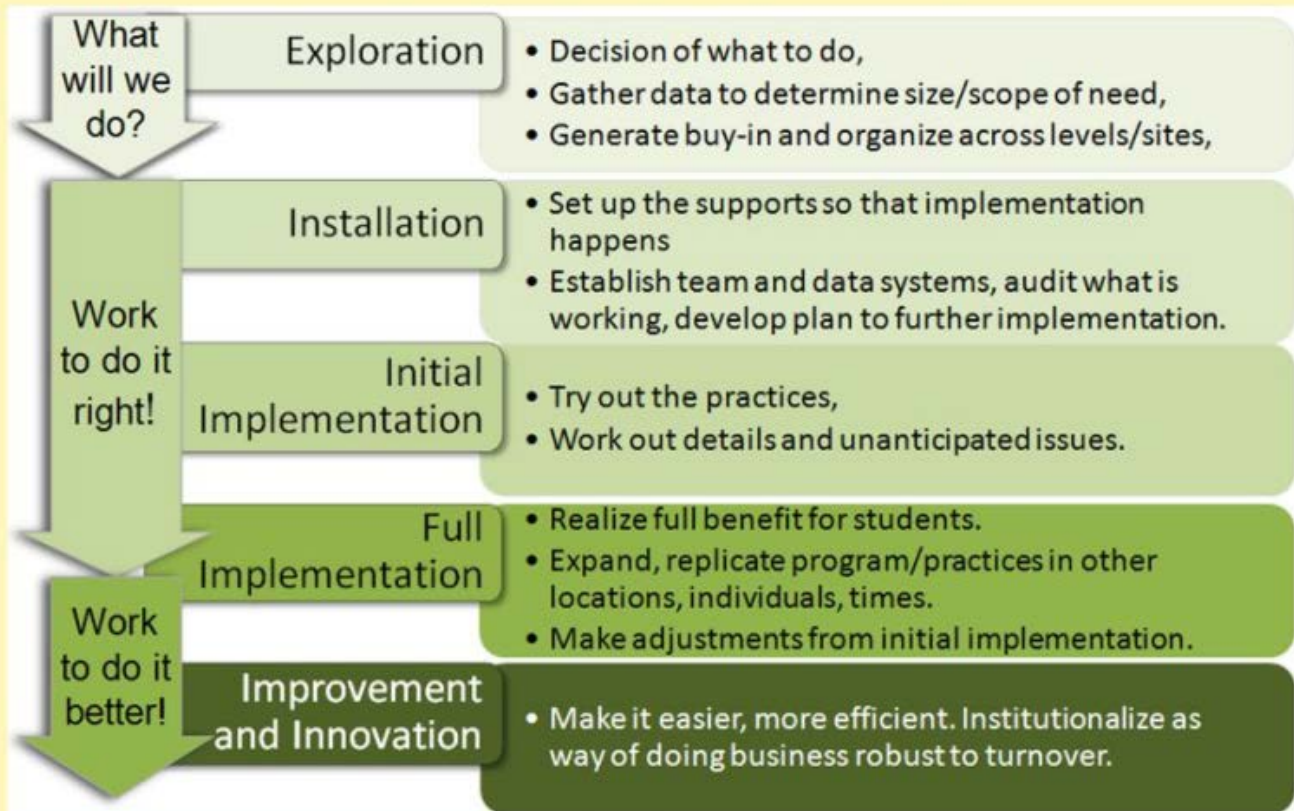 What
will we
do?
Exploration
• Decision of what to do,
• Gather data to determine size/scope of need,
• Generate buy-in and organize across levels/sites,
Work
to do it
right!
Installation
• Set up the supports so that implementation
happens
• Establish team and data systems, audit what is
working, develop plan to further implementation.
Initial
Implementation
• Try out the practices,
• Work out details and unanticipated issues.
Work
to do it
better!
Full
Implementation
• Realize full benefit for students.
• Expand, replicate program/practices in other
locations, individuals, times.
• Make adjustments from initial implementation.
Improvement
and Innovation
• Make it easier, more efficient. Institutionalize as
way of doing business robust to turnover.